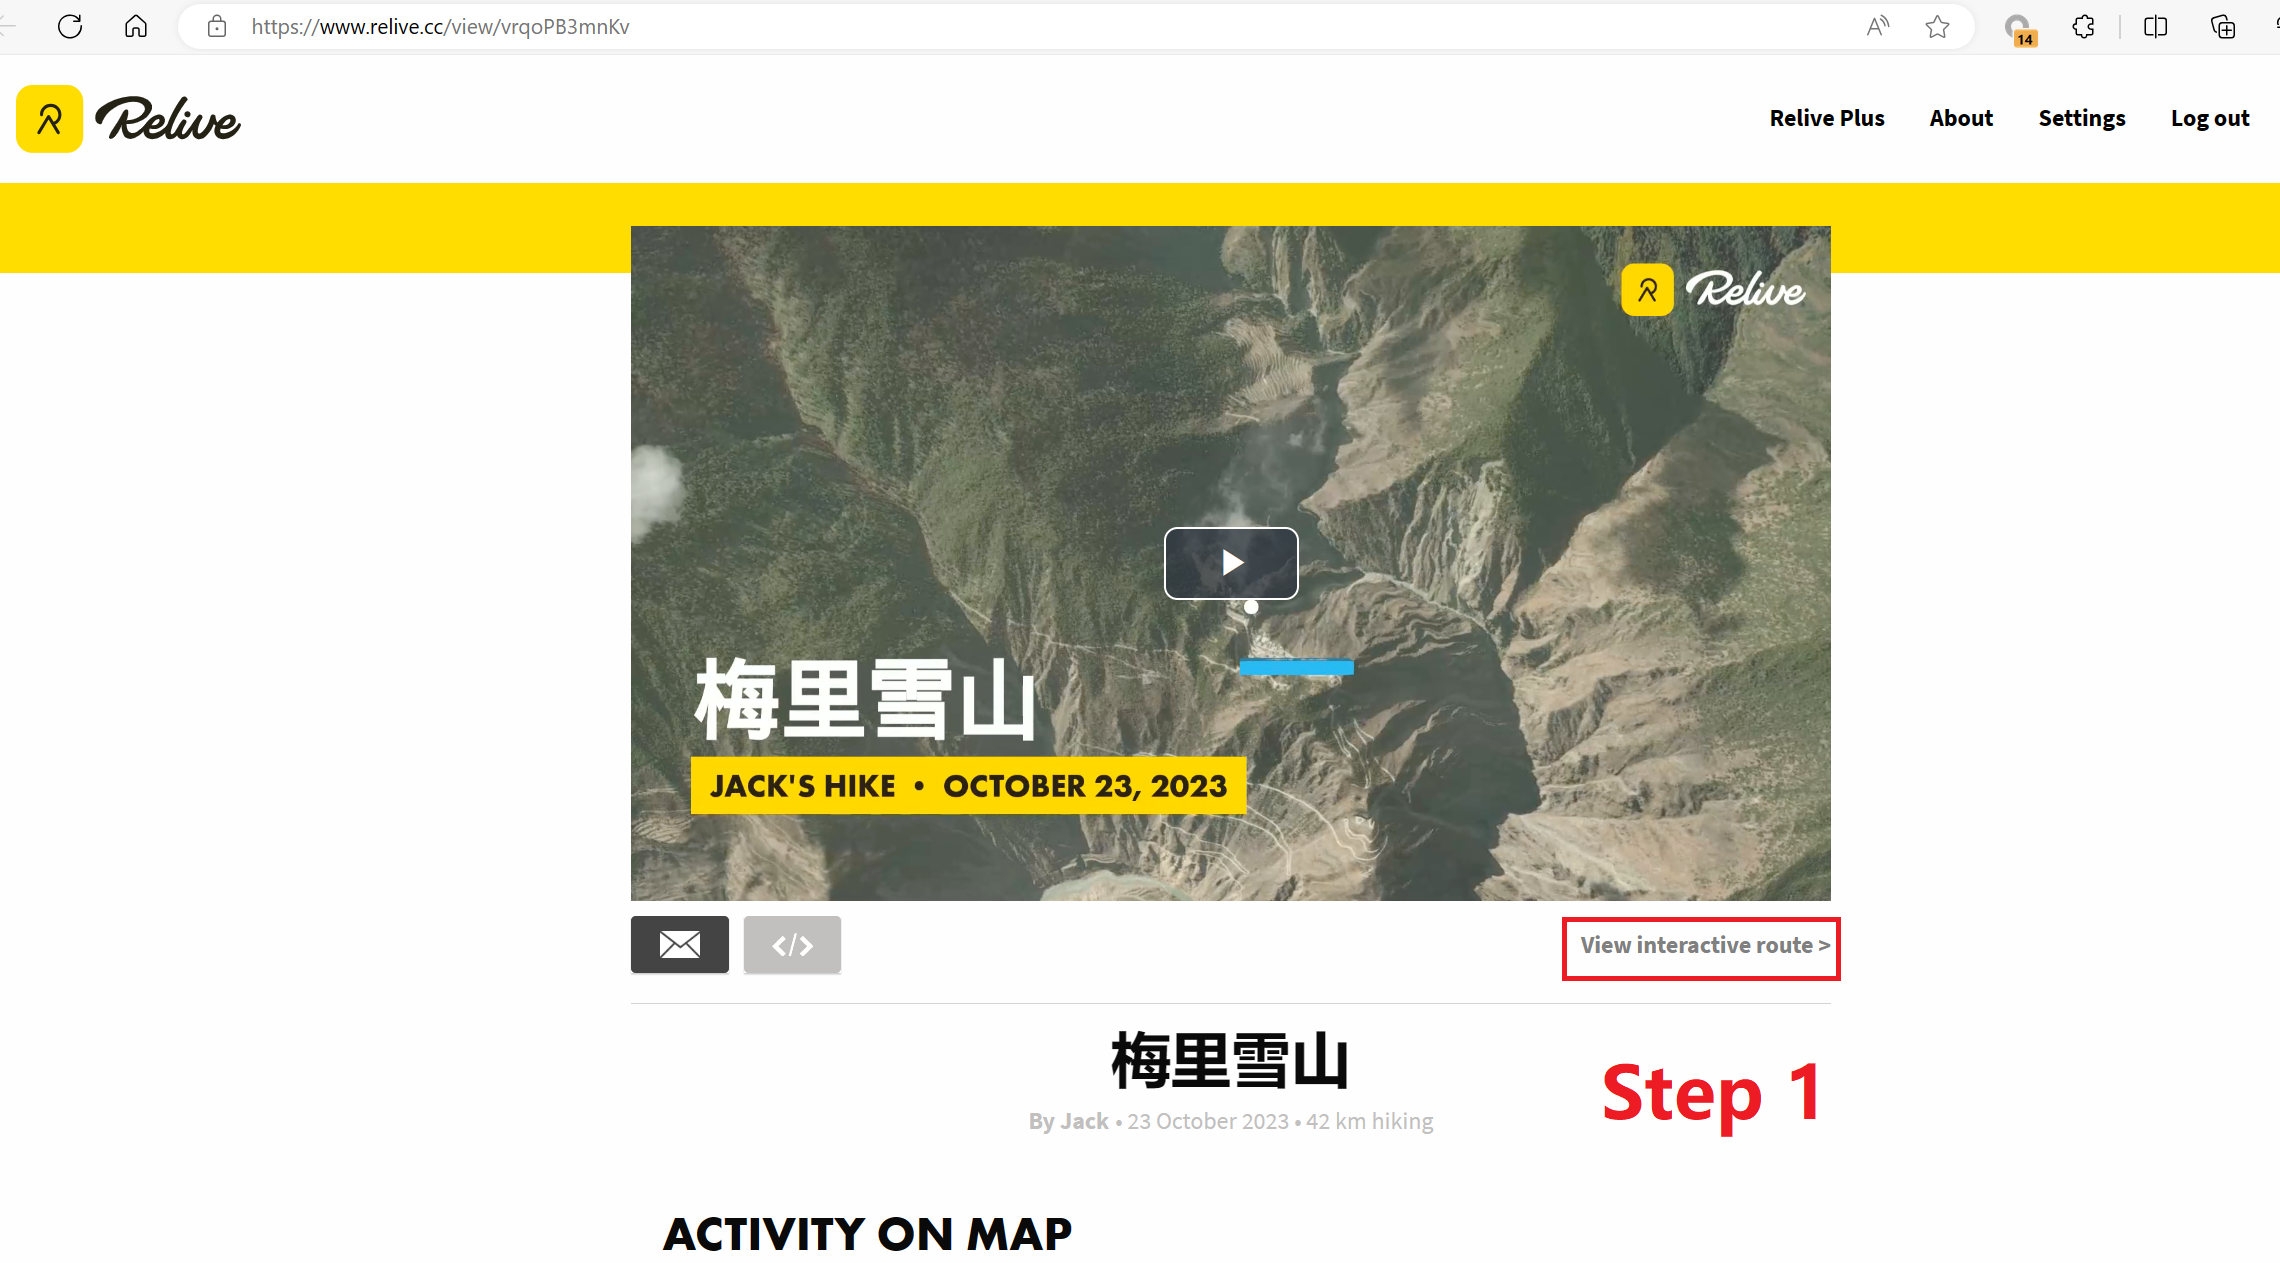 https://www.relive.cc/view/vrqoPB3mnKv
14
Relive
Relive Plus
About
Settings
Log out
Relive
梅里雪山
JACK'S HIKE • OCTOBER 23, 2023
</>
View interactive route >
梅里雪山
By Jack • 23 October 2023 • 42 km hiking
Step 1
ACTIVITY ON MAP